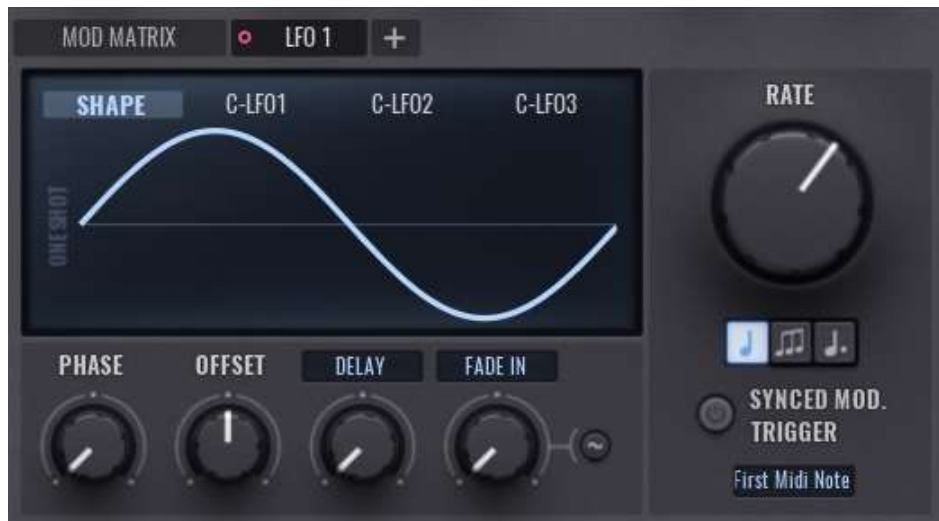 MOD MATRIX LFO 1 +
SHAPE C-LFO1 C-LFO2 C-LFO3
RATE
ONESHOT
PHASE OFFSET DELAY FADE IN
SYNCED MOD.
TRIGGER
First Midi Note